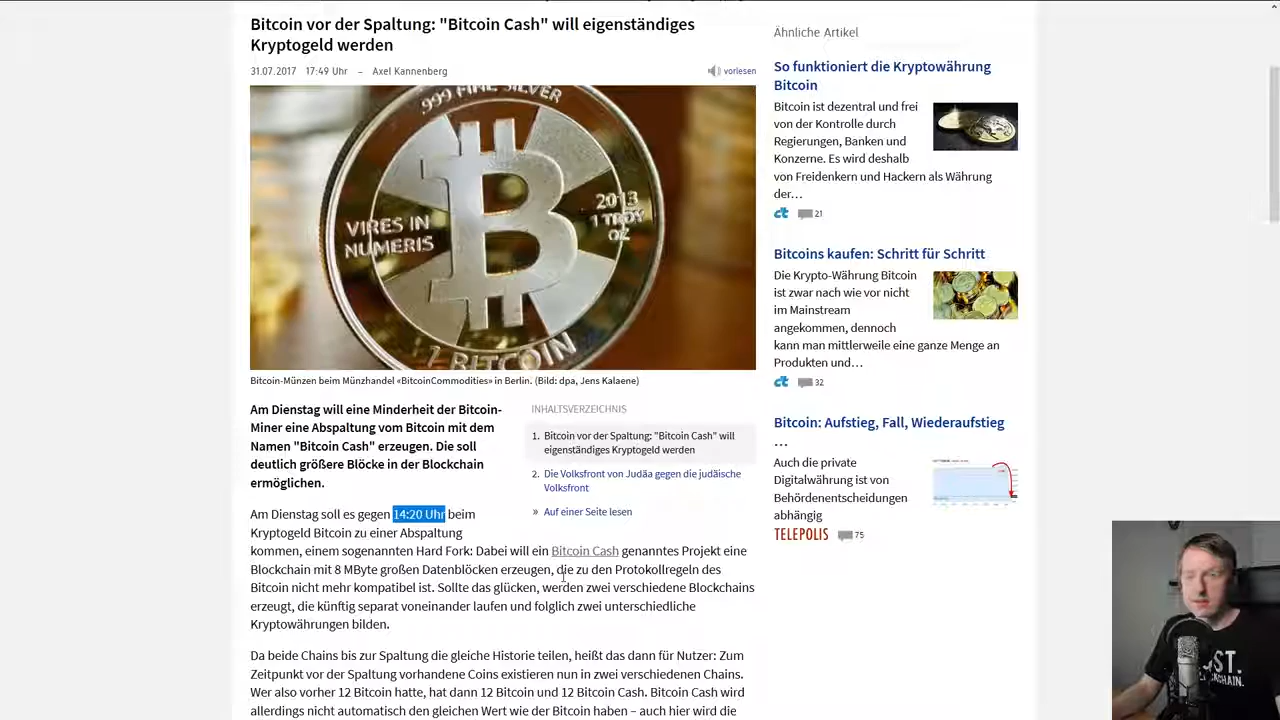 Bitcoin vor der Spaltung: "Bitcoin Cash" will eigenständiges
Kryptogeld werden
31.07.2017 17:49 Uhr – Axel Kannenberg
vorlesen
.999 FINE SILVER
VIRES IN
NUMERIS
2013
1 TROY
OZ
BITCOIN
Bitcoin-Münzen beim Münzhandel «BitcoinCommodities» in Berlin. (Bild: dpa, Jens Kalaene)
Am Dienstag will eine Minderheit der Bitcoin-
Miner eine Abspaltung vom Bitcoin mit dem
Namen "Bitcoin Cash" erzeugen. Die soll
deutlich größere Blöcke in der Blockchain
ermöglichen.
INHALTSVERZEICHNIS
1. Bitcoin vor der Spaltung: "Bitcoin Cash" will
eigenständiges Kryptogeld werden
2. Die Volksfront von Judäa gegen die judäische
Volksfront
» Auf einer Seite lesen
Am Dienstag soll es gegen 14:20 Uhr beim
Kryptogeld Bitcoin zu einer Abspaltung
kommen, einem sogenannten Hard Fork: Dabei will ein Bitcoin Cash genanntes Projekt eine
Blockchain mit 8 MByte großen Datenblöcken erzeugen, die zu den Protokollregeln des
Bitcoin nicht mehr kompatibel ist. Sollte das glücken, werden zwei verschiedene Blockchains
erzeugt, die künftig separat voneinander laufen und folglich zwei unterschiedliche
Kryptowährungen bilden.
Da beide Chains bis zur Spaltung die gleiche Historie teilen, heißt das dann für Nutzer: Zum
Zeitpunkt vor der Spaltung vorhandene Coins existieren nun in zwei verschiedenen Chains.
Wer also vorher 12 Bitcoin hatte, hat dann 12 Bitcoin und 12 Bitcoin Cash. Bitcoin Cash wird
allerdings nicht automatisch den gleichen Wert wie der Bitcoin haben – auch hier wird die
Ähnliche Artikel
So funktioniert die Kryptowährung
Bitcoin
Bitcoin ist dezentral und frei
von der Kontrolle durch
Regierungen, Banken und
Konzerne. Es wird deshalb
von Freidenkern und Hackern als Währung
der…
c't 21
Bitcoins kaufen: Schritt für Schritt
Die Krypto-Währung Bitcoin
ist zwar nach wie vor nicht
im Mainstream
angekommen, dennoch
kann man mittlerweile eine ganze Menge an
Produkten und…
c't 32
Bitcoin: Aufstieg, Fall, Wiederaufstieg
…
Auch die private
Digitalwährung ist von
Behördenentscheidungen
abhängig
TELEPOLIS 75